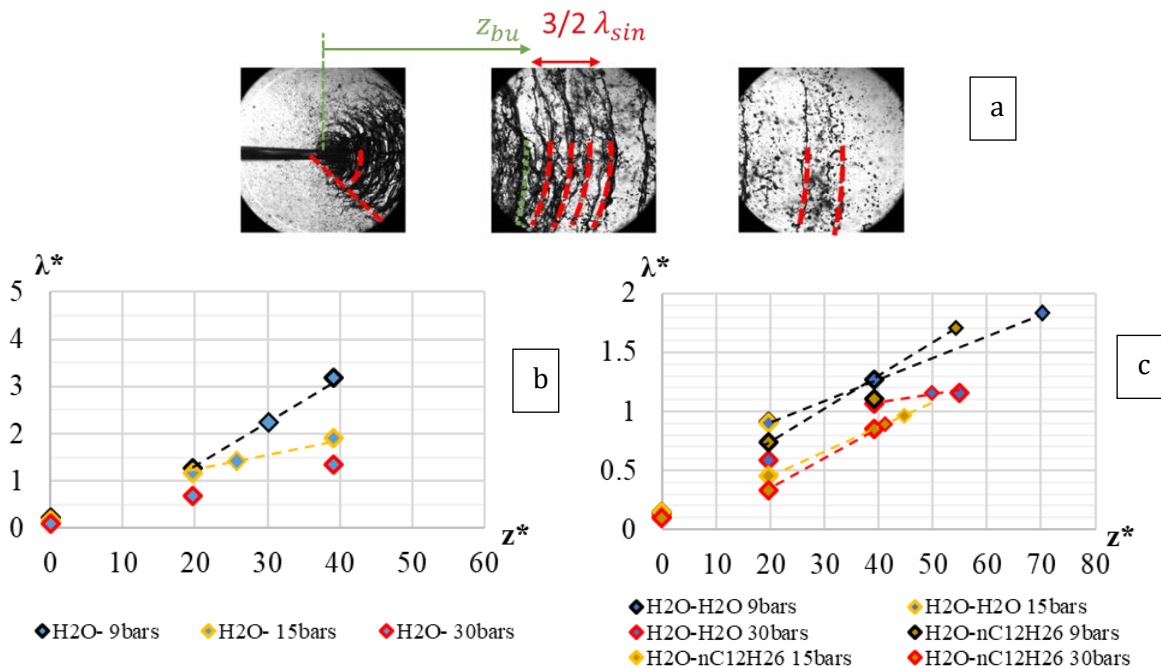 z_bu 3/2 λ_sin
a
λ*
5
4
3
2
1
0
0 10 20 30 40 50 60
z*
b
H2O- 9bars H2O- 15bars H2O- 30bars
λ*
2
1.5
1
0.5
0
0 10 20 30 40 50 60 70 80
z*
c
H2O-H2O 9bars H2O-H2O 15bars
H2O-H2O 30bars H2O-nC12H26 9bars
H2O-nC12H26 15bars H2O-nC12H26 30bars